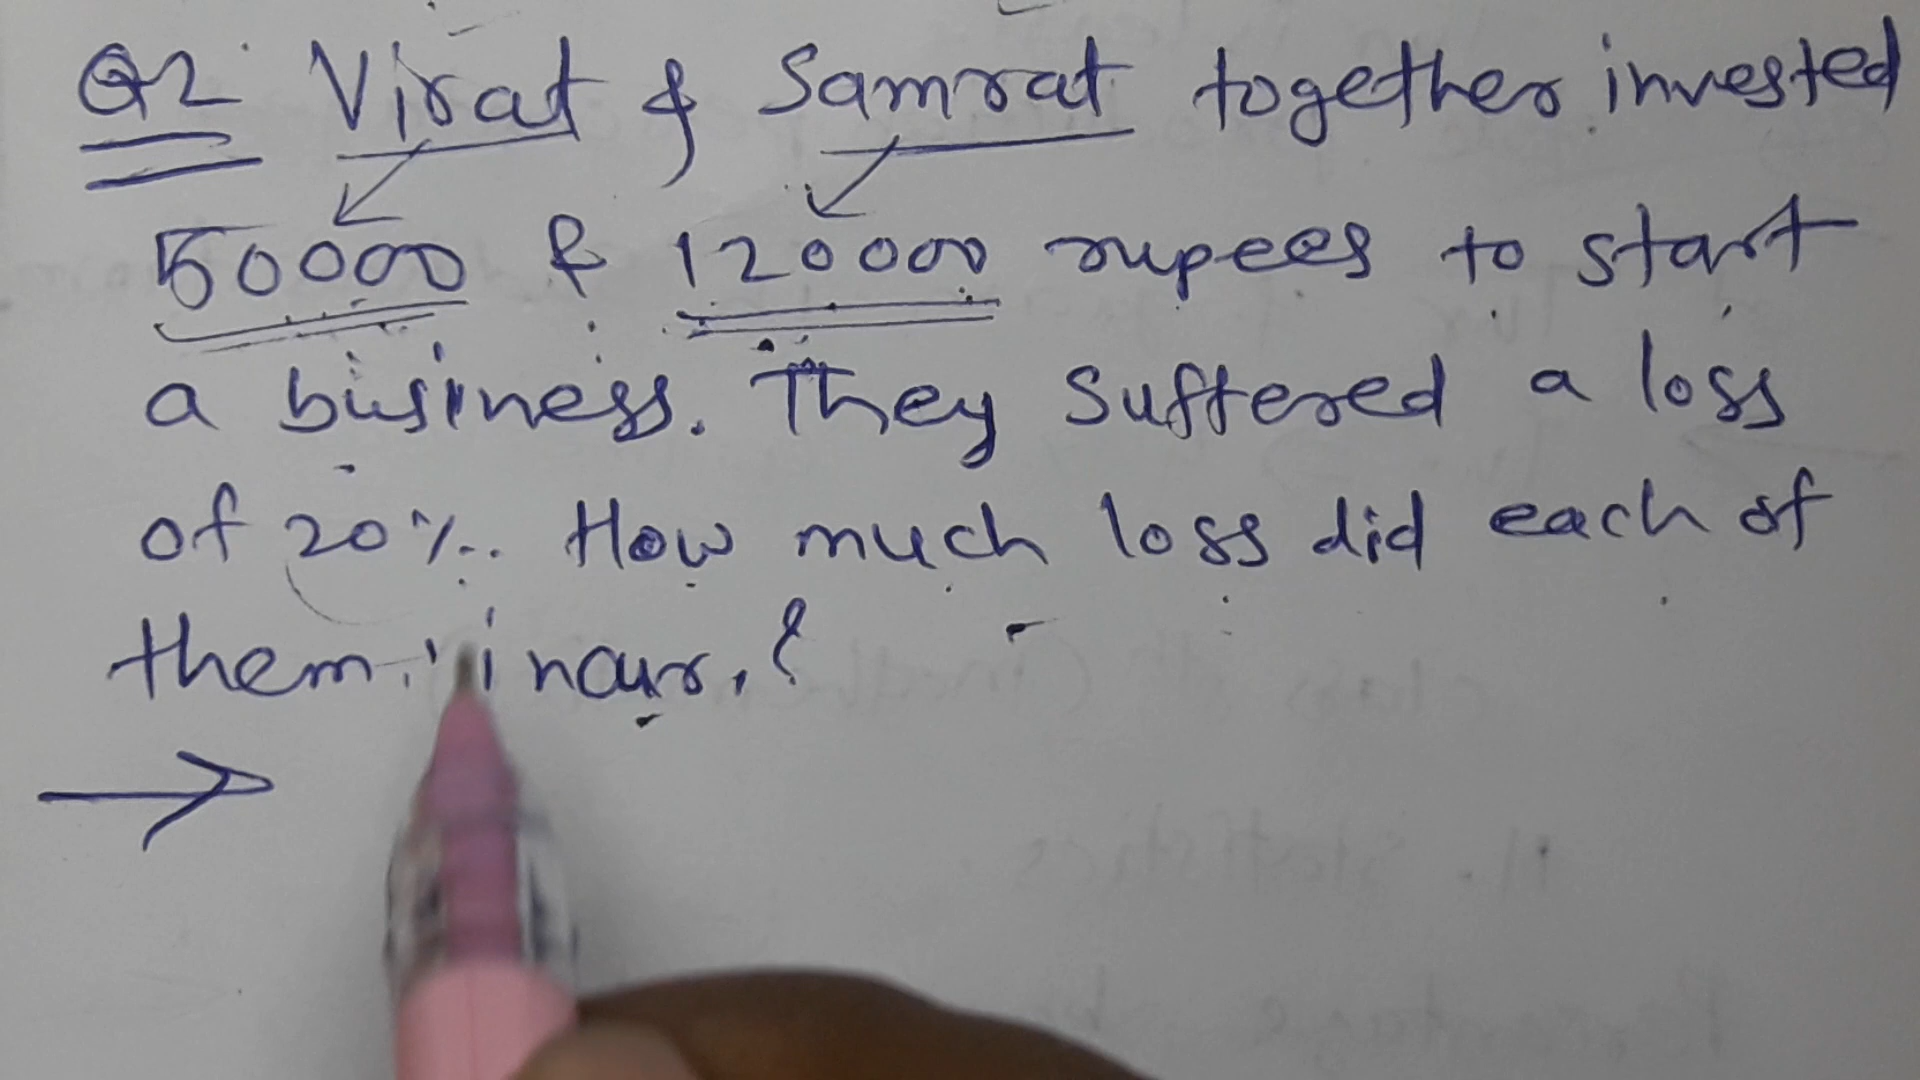 Q2 Virat & Samrat together invested
50000 & 120000 rupees to start
a business. They suffered a loss
of 20%. How much loss did each of
them incur.?